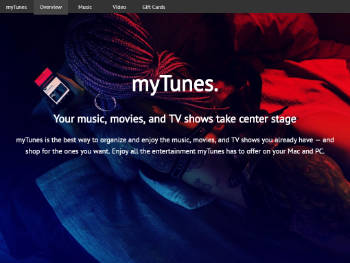 myTunes Overview Music Video Gift Cards
myTunes.
Your music, movies, and TV shows take center stage
myTunes is the best way to organize and enjoy the music, movies, and TV shows you already have — and
shop for the ones you want. Enjoy all the entertainment myTunes has to offer on your Mac and PC.